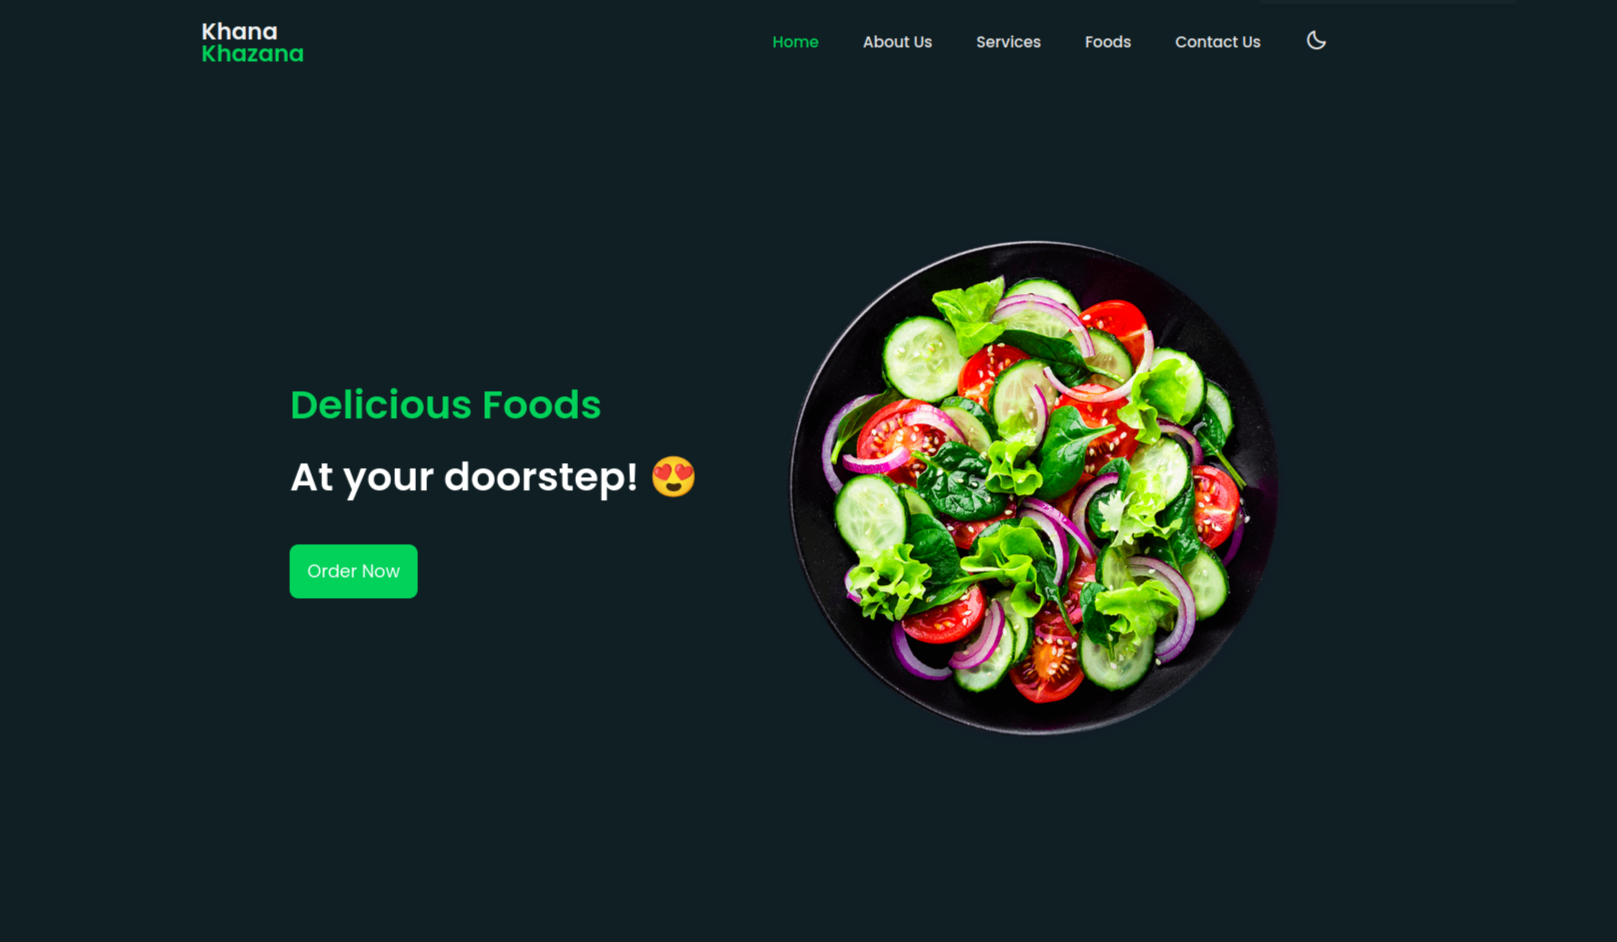 Khana
Khazana
Home About Us Services Foods Contact Us
Delicious Foods
At your doorstep! 😍
Order Now